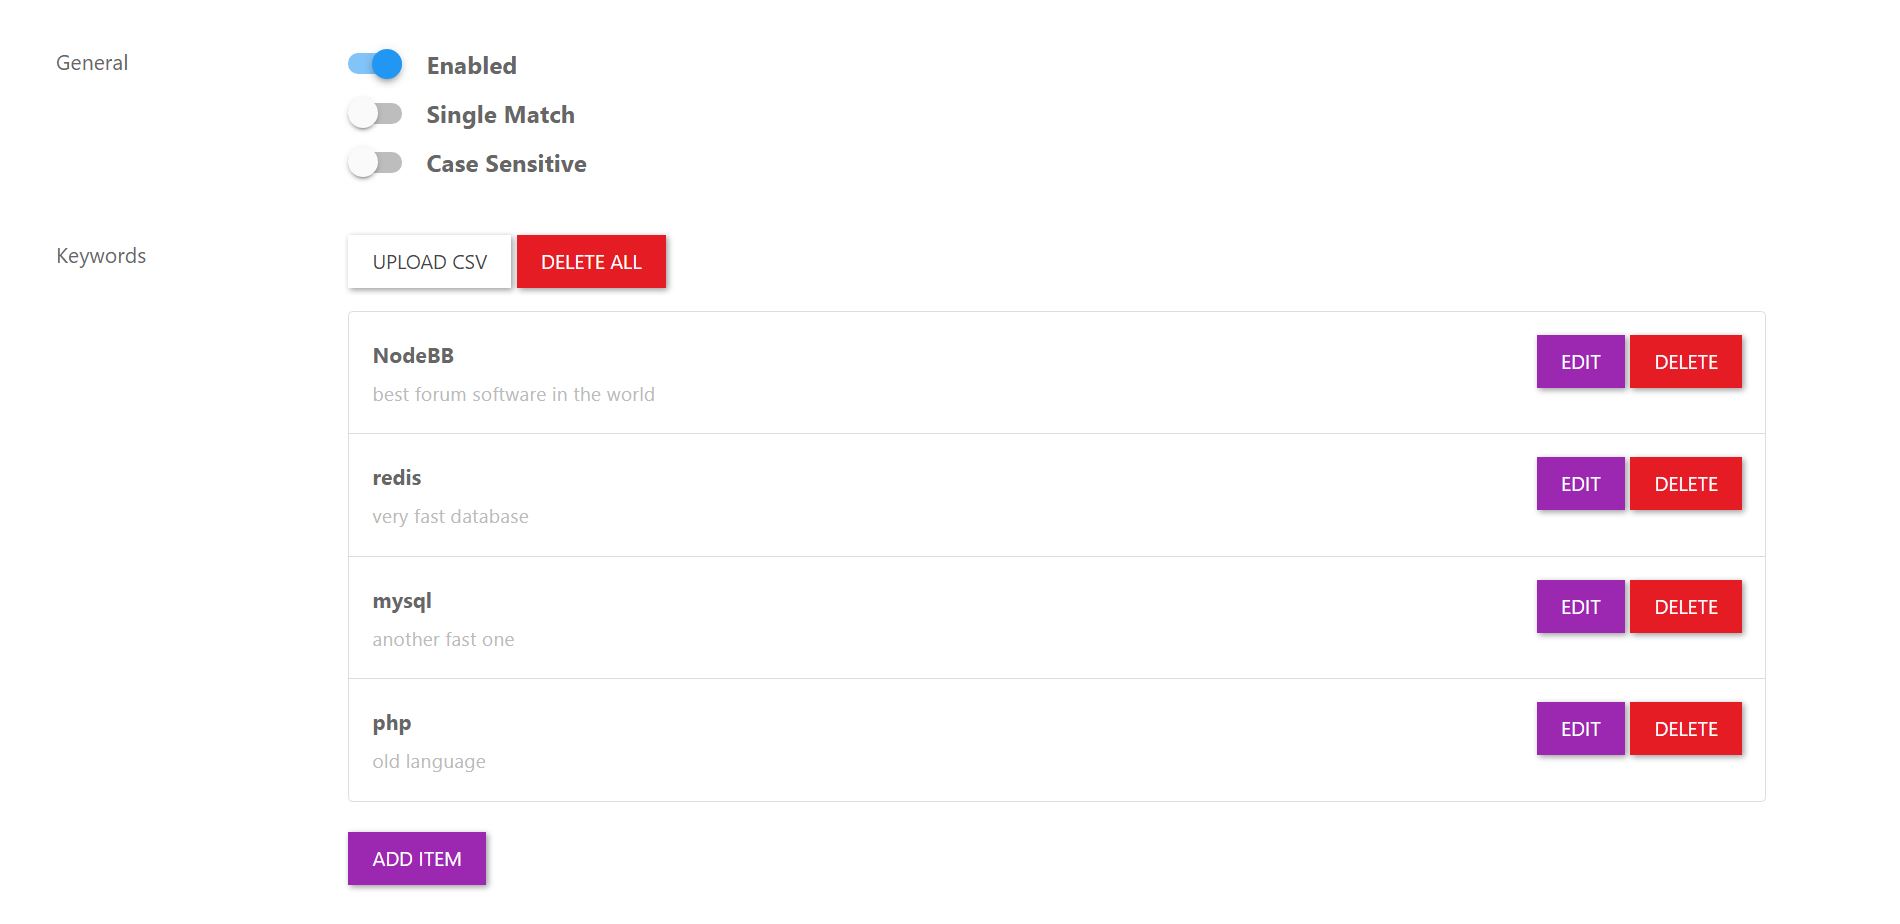 General
Enabled
Single Match
Case Sensitive
Keywords
UPLOAD CSV DELETE ALL
NodeBB
best forum software in the world
EDIT DELETE
redis
very fast database
EDIT DELETE
mysql
another fast one
EDIT DELETE
php
old language
EDIT DELETE
ADD ITEM